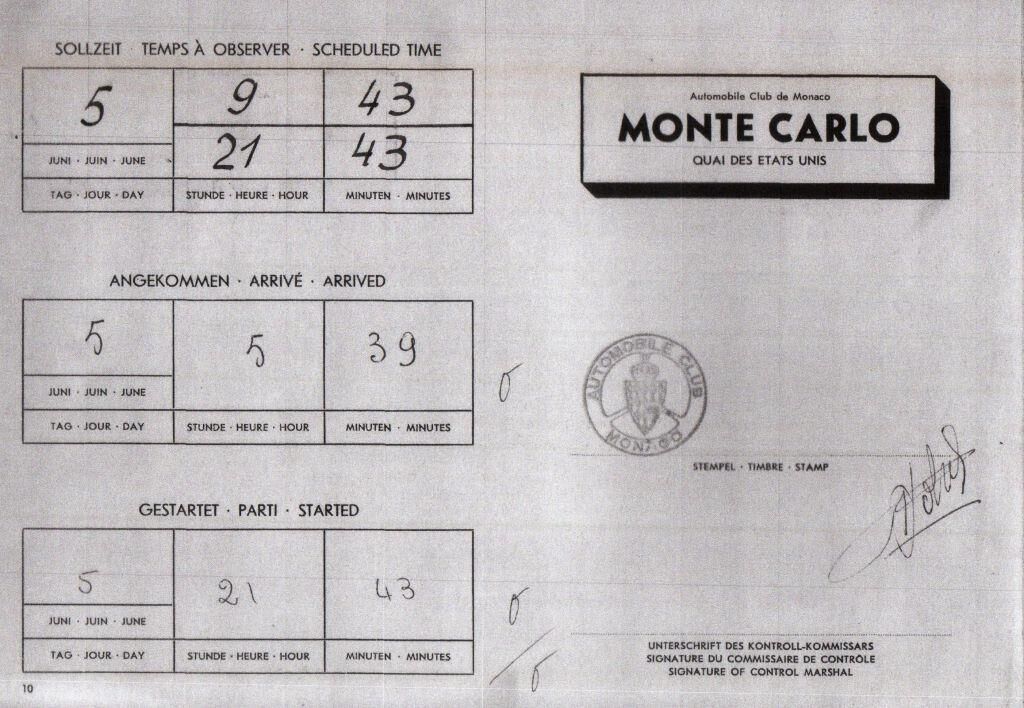 SOLLZEIT · TEMPS À OBSERVER · SCHEDULED TIME
5 9 43
21 43
JUNI · JUIN · JUNE
TAG · JOUR · DAY STUNDE · HEURE · HOUR MINUTEN · MINUTES
Automobile Club de Monaco
MONTE CARLO
QUAI DES ETATS UNIS
ANGEKOMMEN · ARRIVÉ · ARRIVED
5 5 39
JUNI · JUIN · JUNE
TAG · JOUR · DAY STUNDE · HEURE · HOUR MINUTEN · MINUTES
AUTOMOBILE CLUB
MONACO
STEMPEL · TIMBRE · STAMP
GESTARTET · PARTI · STARTED
5 21 43
JUNI · JUIN · JUNE
TAG · JOUR · DAY STUNDE · HEURE · HOUR MINUTEN · MINUTES
UNTERSCHRIFT DES KONTROLL-KOMMISSARS
SIGNATURE DU COMMISSAIRE DE CONTRÔLE
SIGNATURE OF CONTROL MARSHAL
10